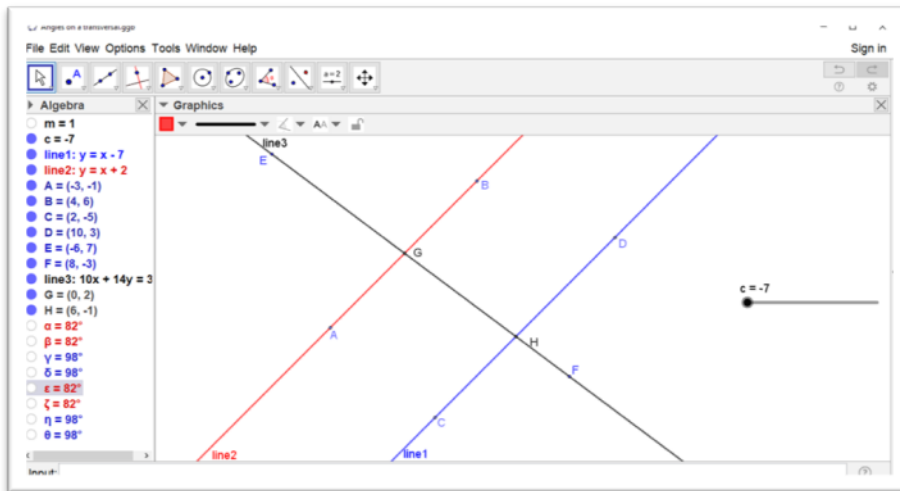 Angles on a transversal.ggb
File Edit View Options Tools Window Help
Sign in
A
a=2
Algebra
Graphics
AA
m = 1
c = -7
line1: y = x - 7
line2: y = x + 2
A = (-3, -1)
B = (4, 6)
C = (2, -5)
D = (10, 3)
E = (-6, 7)
F = (8, -3)
line3: 10x + 14y = 3
G = (0, 2)
H = (6, -1)
α = 82°
β = 82°
γ = 98°
δ = 98°
ε = 82°
ζ = 82°
η = 98°
θ = 98°
line3
E
B
G
D
c = -7
A
H
F
C
line2
line1
Input: